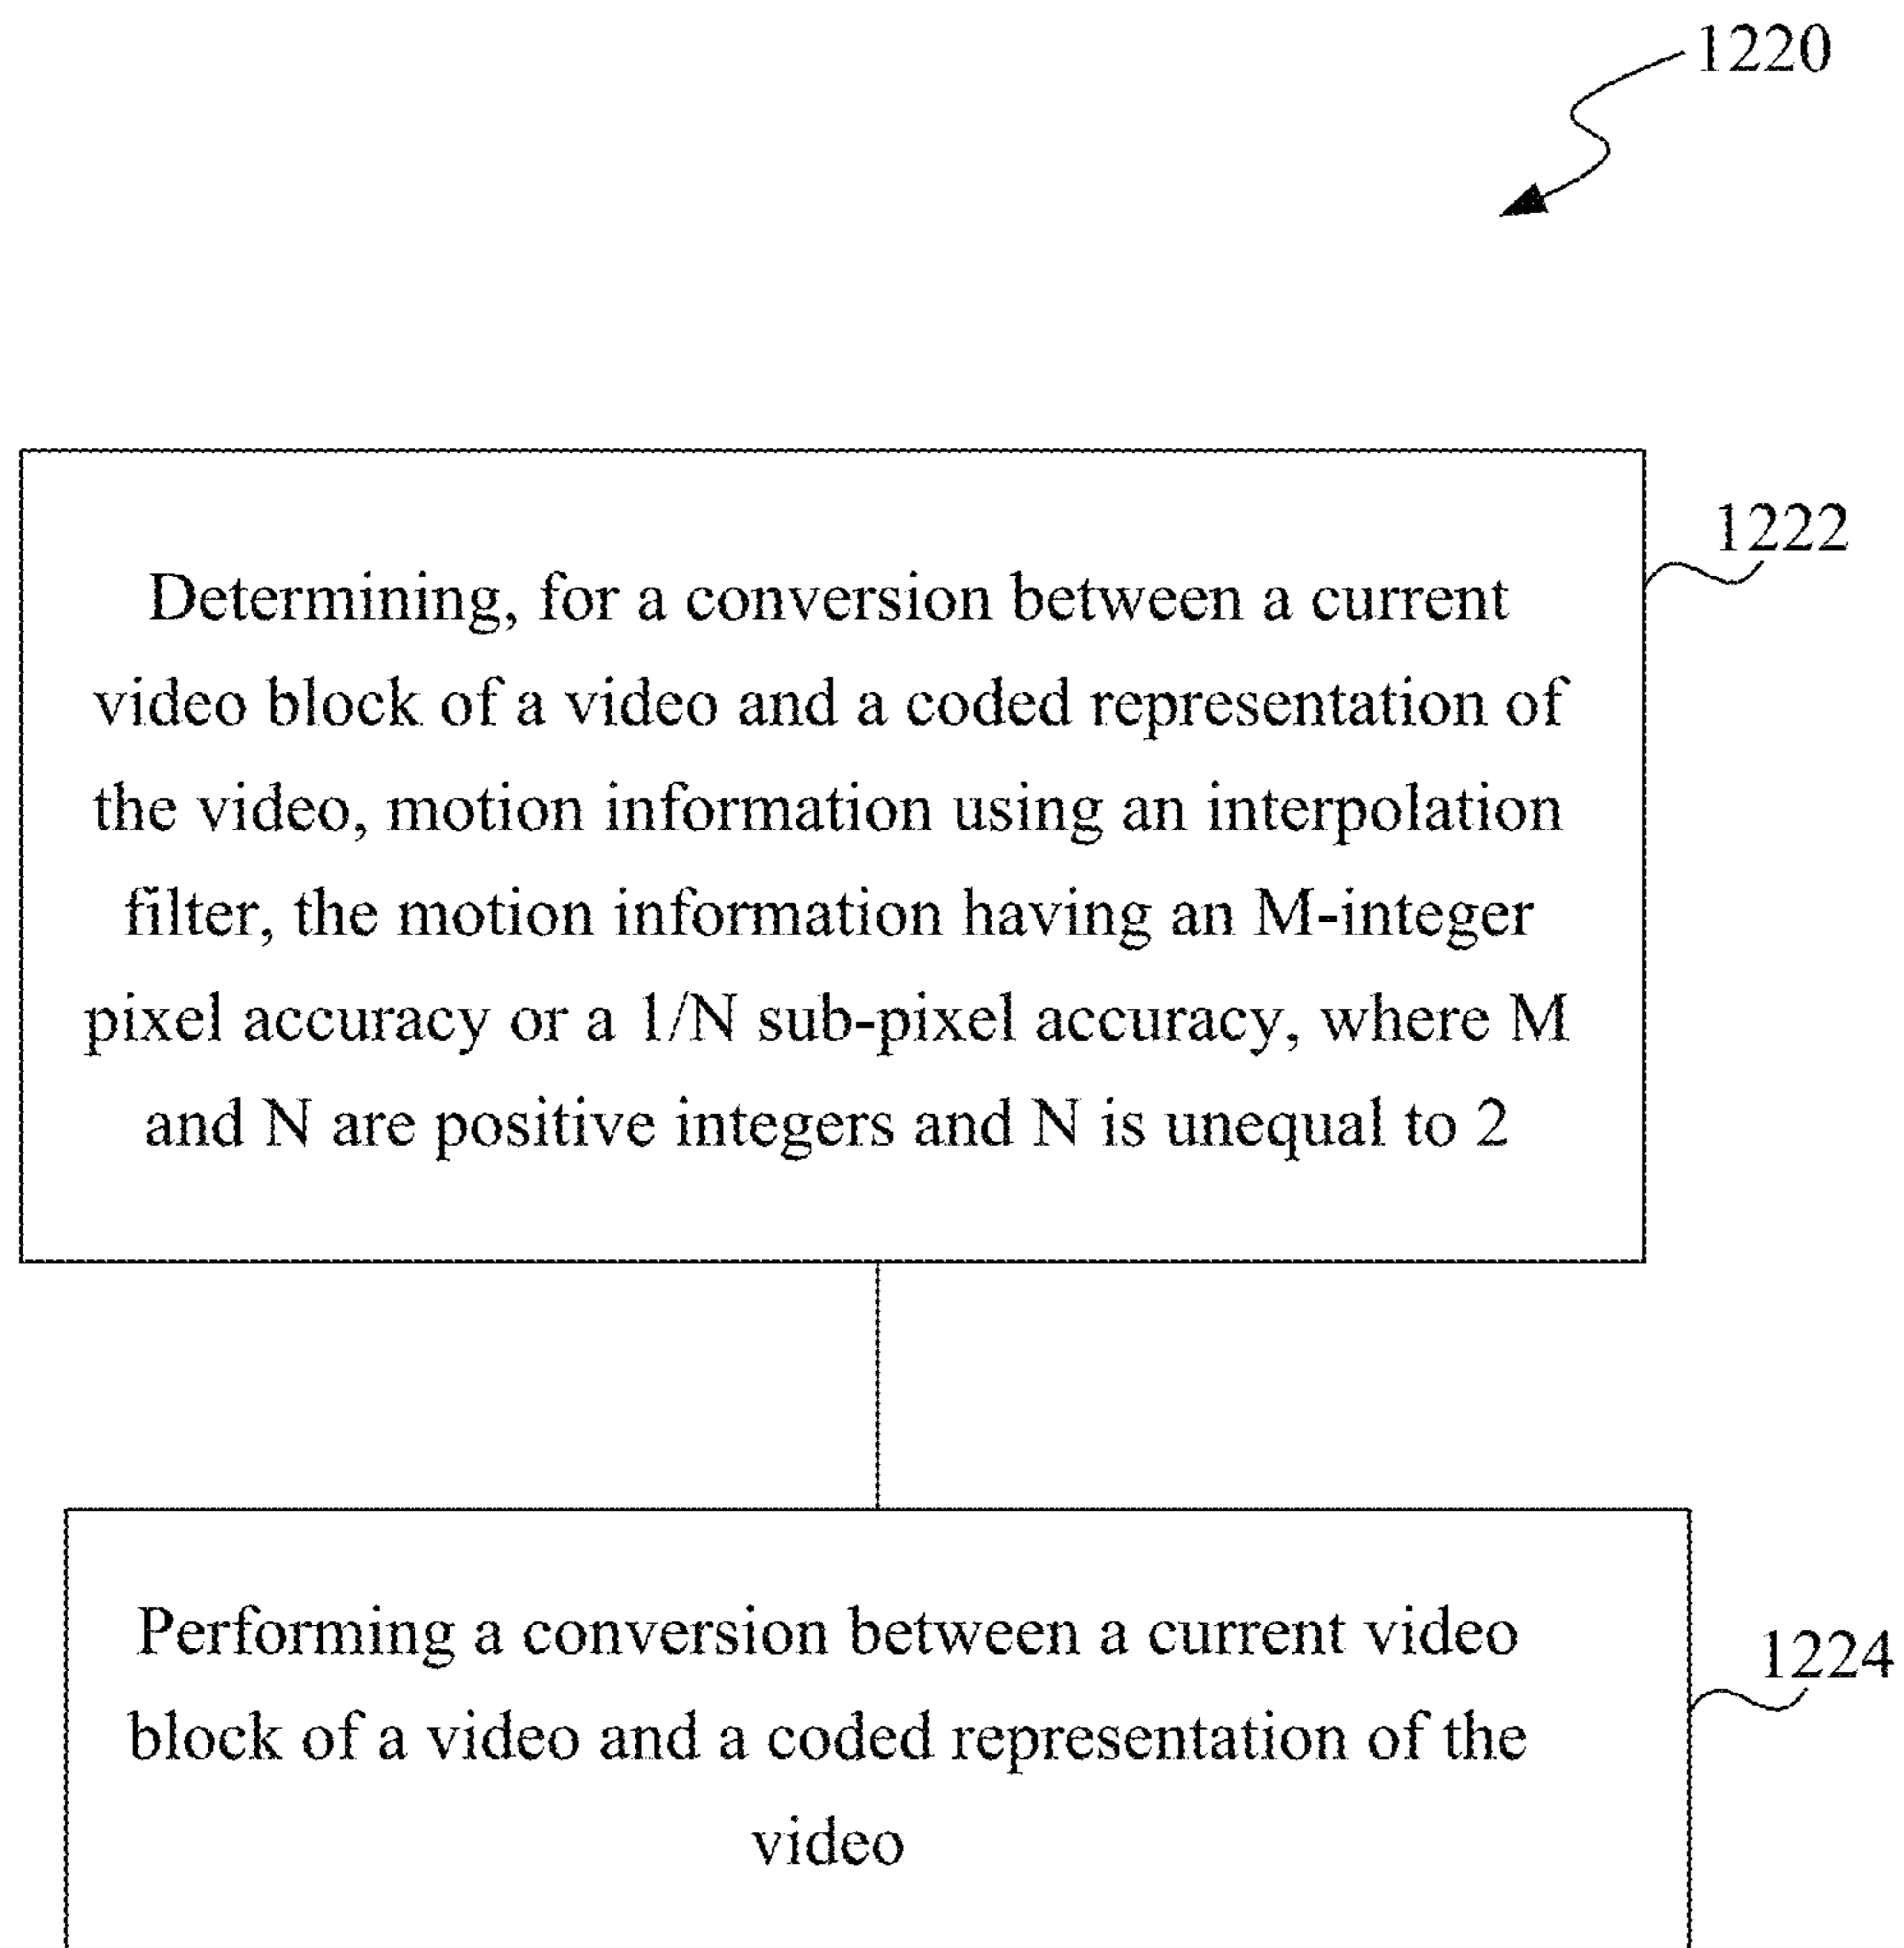 1220
1222
Determining, for a conversion between a current
video block of a video and a coded representation of
the video, motion information using an interpolation
filter, the motion information having an M-integer
pixel accuracy or a 1/N sub-pixel accuracy, where M
and N are positive integers and N is unequal to 2
Performing a conversion between a current video
1224
block of a video and a coded representation of the
video